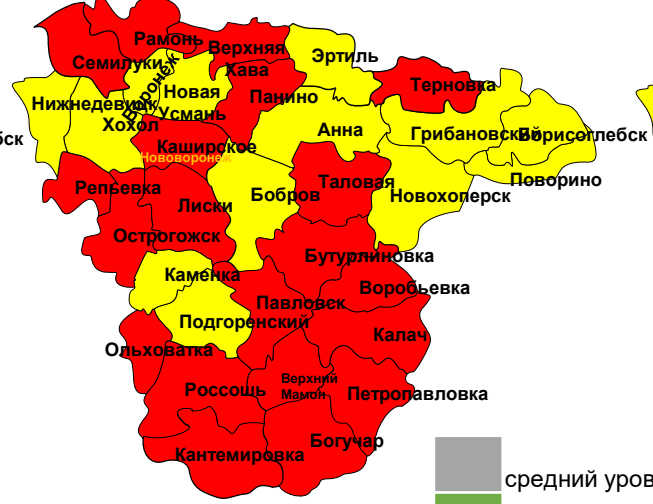 Рамонь
Верхняя
Хава
Эртиль
Семилуки
Воронеж
Новая
Усмань
Панино
Терновка
Нижнедевицк
Хохол
бск
Анна
Грибановский
Борисоглебск
Каширское
Нововоронеж
Репьевка
Лиски
Бобров
Таловая
Новохоперск
Поворино
Острогожск
Бутурлиновка
Каменка
Воробьевка
Павловск
Подгоренский
Калач
Ольховатка
Россошь
Верхний
Мамон
Петропавловка
Богучар
Кантемировка
средний уров